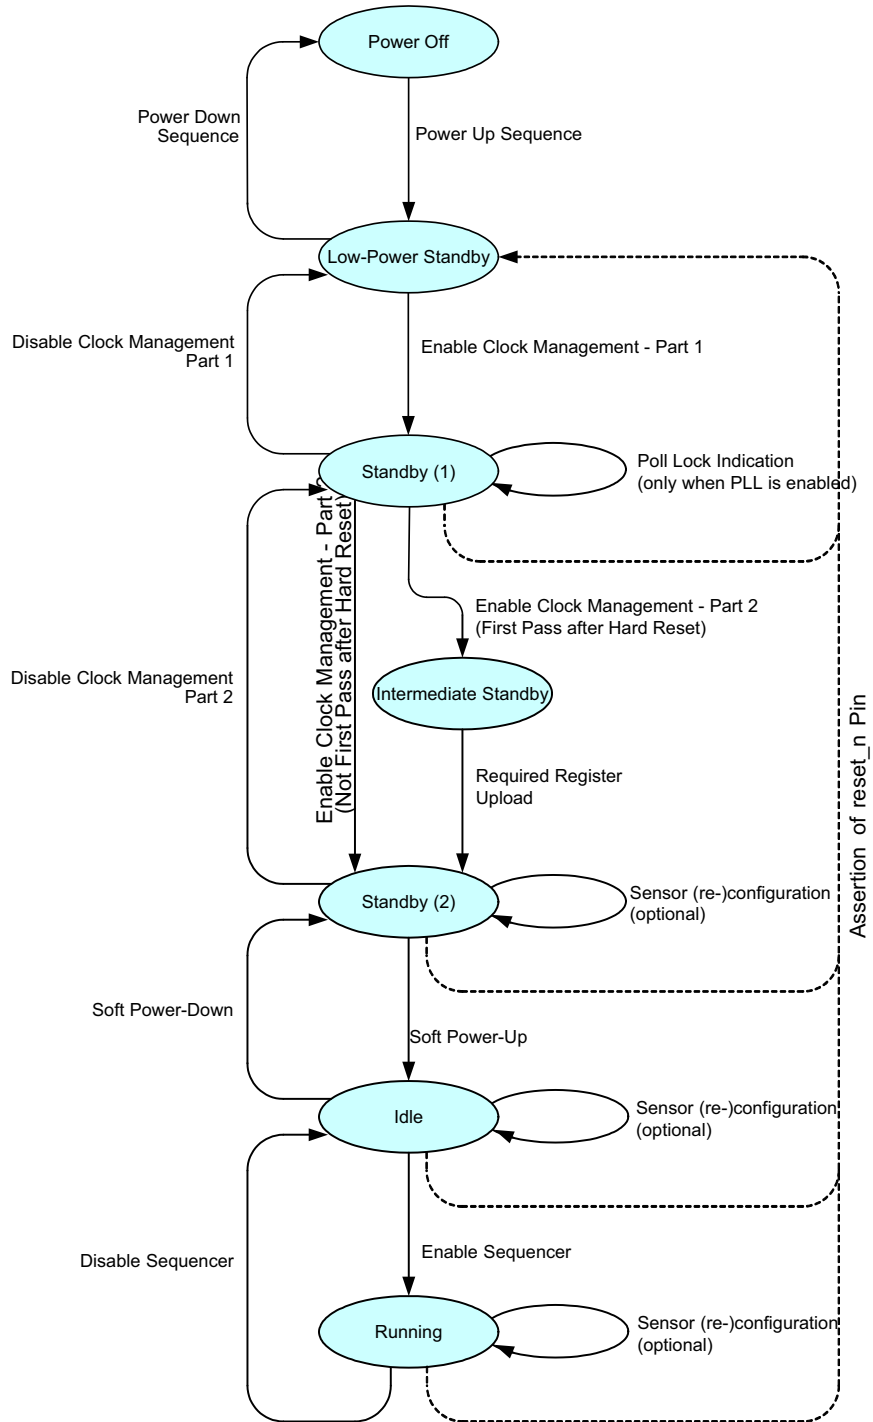 Power Off
Power Down
Sequence
Power Up Sequence
Low-Power Standby
Disable Clock Management
Part 1
Enable Clock Management - Part 1
Standby (1)
Poll Lock Indication
(only when PLL is enabled)
Enable Clock Management - Part
(Not First Pass after Hard Reset)
Enable Clock Management - Part 2
(First Pass after Hard Reset)
Disable Clock Management
Part 2
Intermediate Standby
Assertion of reset_n Pin
Required Register
Upload
Standby (2)
Sensor (re-)configuration
(optional)
Soft Power-Down
Soft Power-Up
Idle
Sensor (re-)configuration
(optional)
Disable Sequencer
Enable Sequencer
Running
Sensor (re-)configuration
(optional)